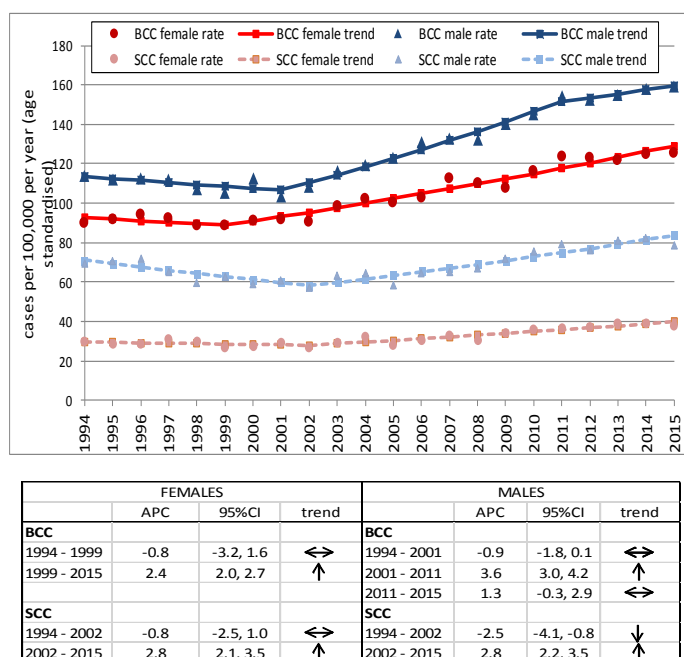 BCC female rate BCC female trend BCC male rate BCC male trend
SCC female rate SCC female trend SCC male rate SCC male trend
cases per 100,000 per year (age
standardised)
180
160
140
120
100
80
60
40
20
0
1994 1995 1996 1997 1998 1999 2000 2001 2002 2003 2004 2005 2006 2007 2008 2009 2010 2011 2012 2013 2014 2015
FEMALES MALES
APC 95%CI trend APC 95%CI trend
BCC BCC
1994 - 1999 -0.8 -3.2, 1.6 ↔ 1994 - 2001 -0.9 -1.8, 0.1 ↔
1999 - 2015 2.4 2.0, 2.7 ↑ 2001 - 2011 3.6 3.0, 4.2 ↑
2011 - 2015 1.3 -0.3, 2.9 ↔
SCC SCC
1994 - 2002 -0.8 -2.5, 1.0 ↔ 1994 - 2002 -2.5 -4.1, -0.8 ↓
2002 - 2015 2.8 2.1, 3.5 ↑ 2002 - 2015 2.8 2.2, 3.5 ↑